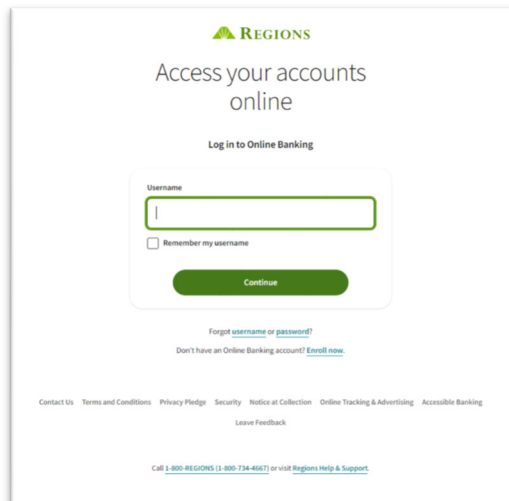 REGIONS
Access your accounts
online
Log in to Online Banking
Username
Remember my username
Continue
Forgot username or password?
Don't have an Online Banking account? Enroll now.
Contact Us Terms and Conditions Privacy Pledge Security Notice at Collection Online Tracking & Advertising Accessible Banking
Leave Feedback
Call 1-800-REGIONS (1-800-734-4667) or visit Regions Help & Support.